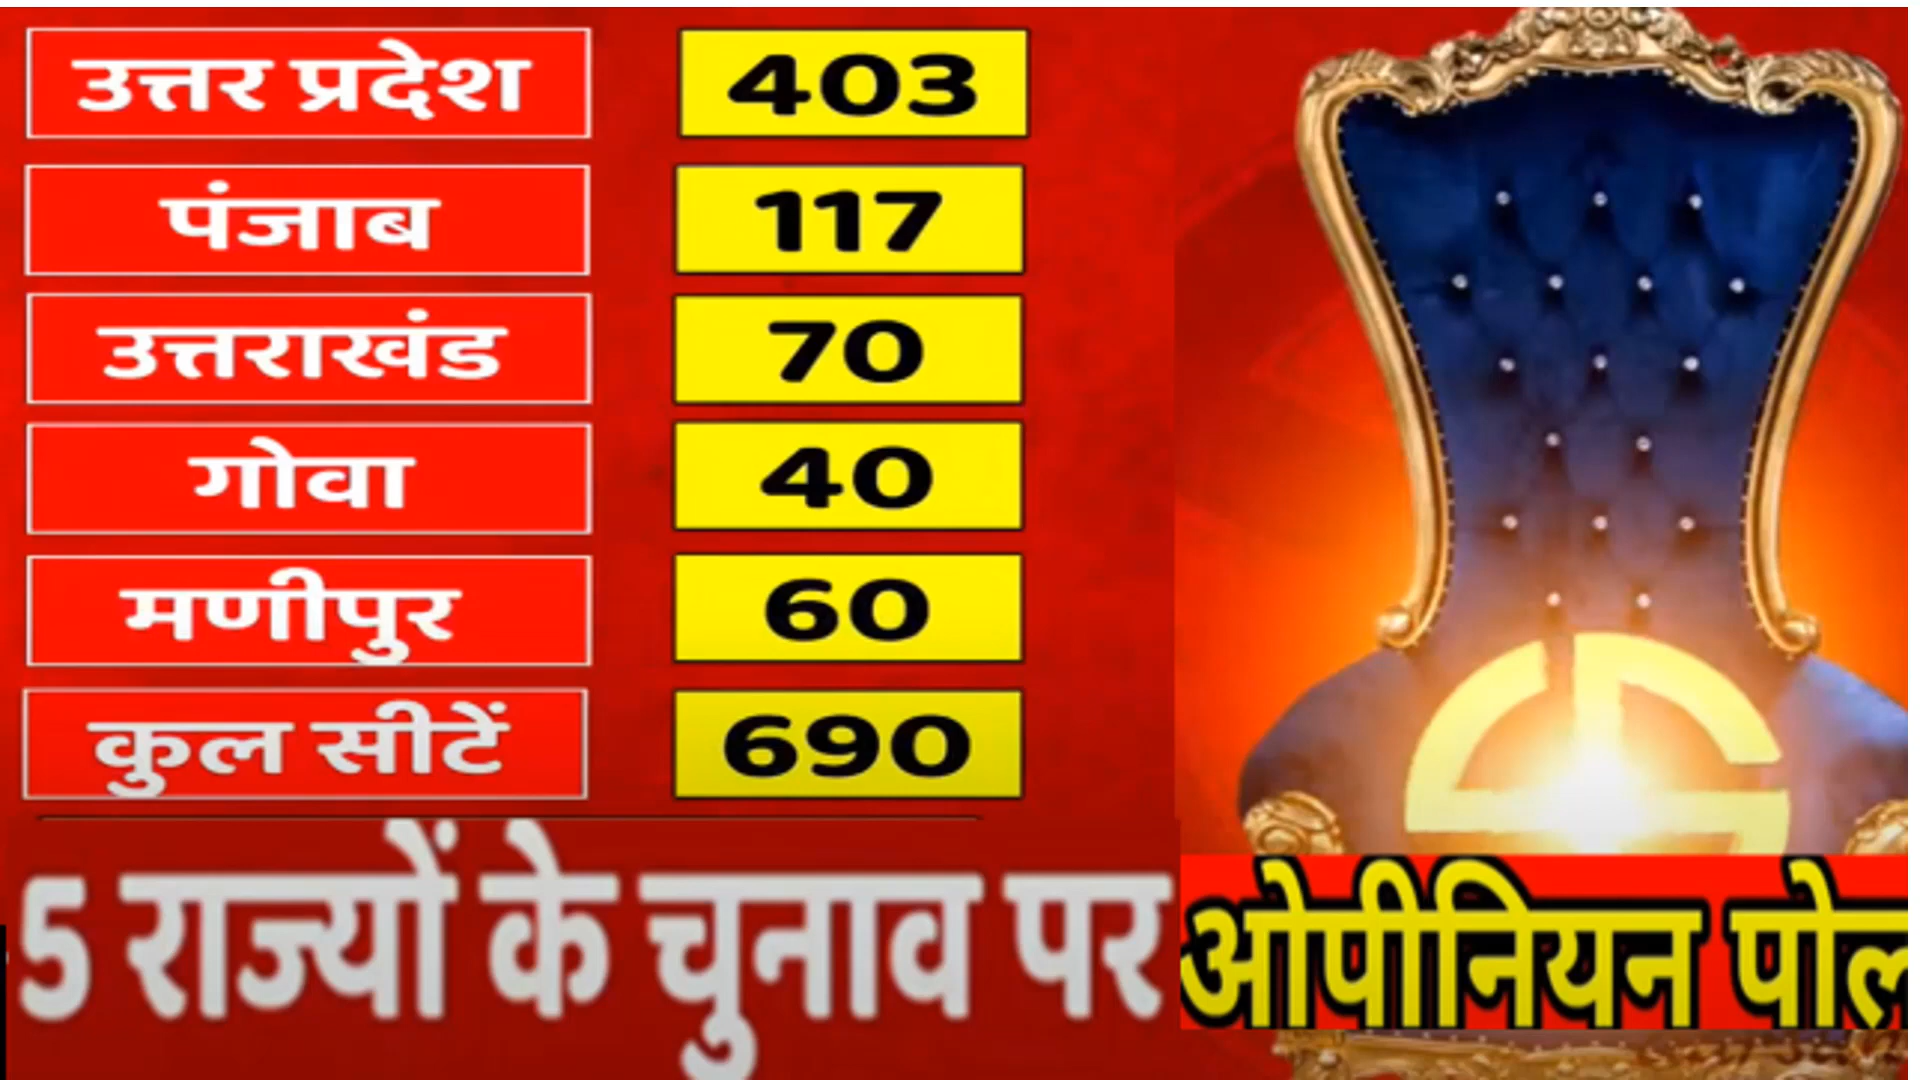 उत्तर प्रदेश 403
पंजाब 117
उत्तराखंड 70
गोवा 40
मणीपुर 60
कुल सीटें 690
5 राज्यों के चुनाव पर
ओपीनियन पोल